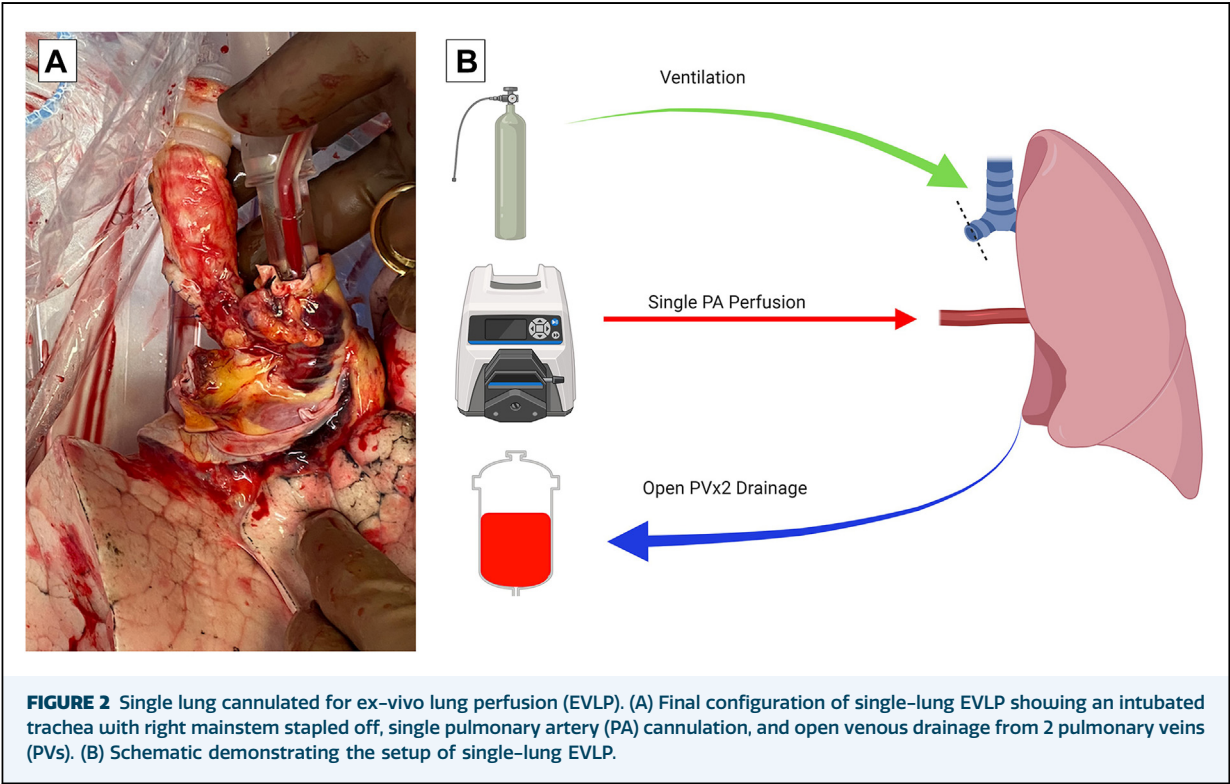 A
B
Ventilation
Single PA Perfusion
Open PVx2 Drainage
FIGURE 2 Single lung cannulated for ex-vivo lung perfusion (EVLP). (A) Final configuration of single-lung EVLP showing an intubated
trachea with right mainstem stapled off, single pulmonary artery (PA) cannulation, and open venous drainage from 2 pulmonary veins
(PVs). (B) Schematic demonstrating the setup of single-lung EVLP.